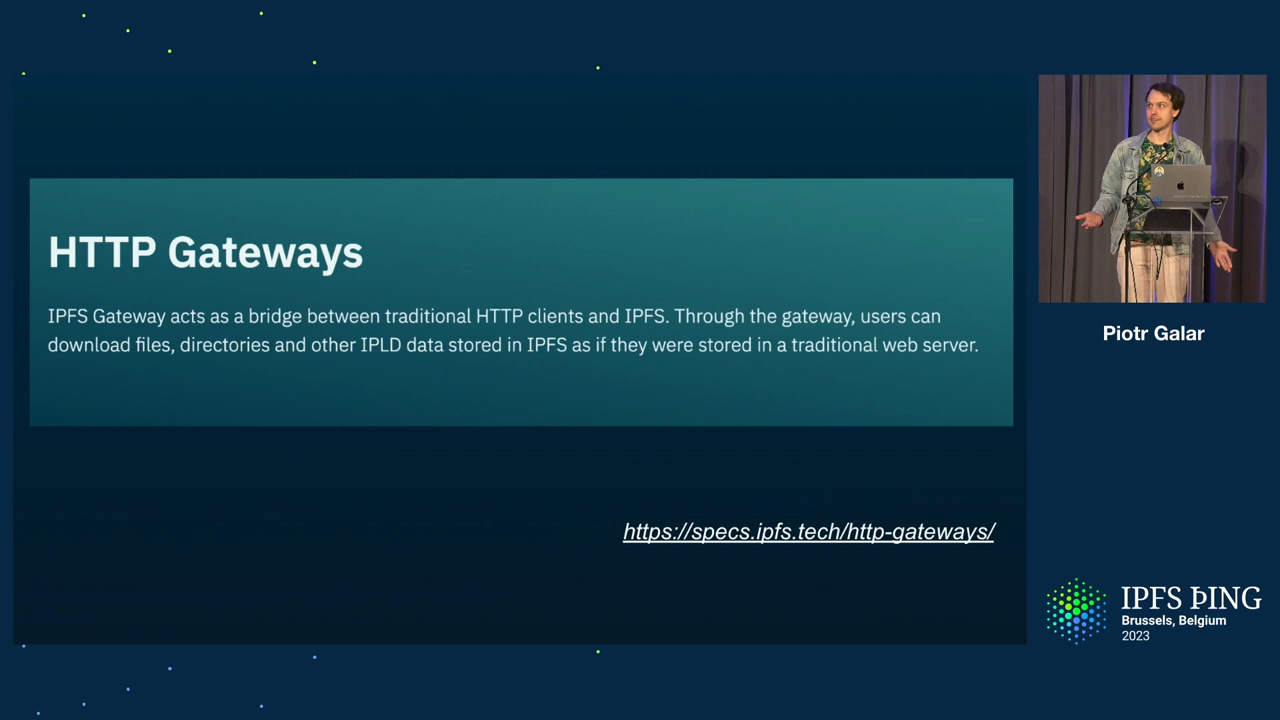 HTTP Gateways
IPFS Gateway acts as a bridge between traditional HTTP clients and IPFS. Through the gateway, users can
download files, directories and other IPLD data stored in IPFS as if they were stored in a traditional web server.
https://specs.ipfs.tech/http-gateways/
Piotr Galar
IPFS ÞING
Brussels, Belgium
2023